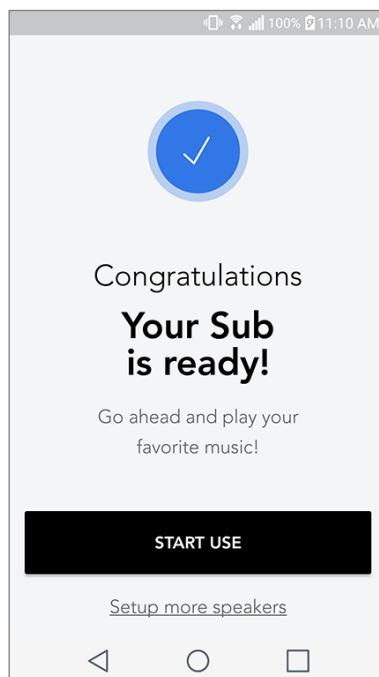 100% 11:10 AM
Congratulations
Your Sub
is ready!
Go ahead and play your
favorite music!
START USE
Setup more speakers